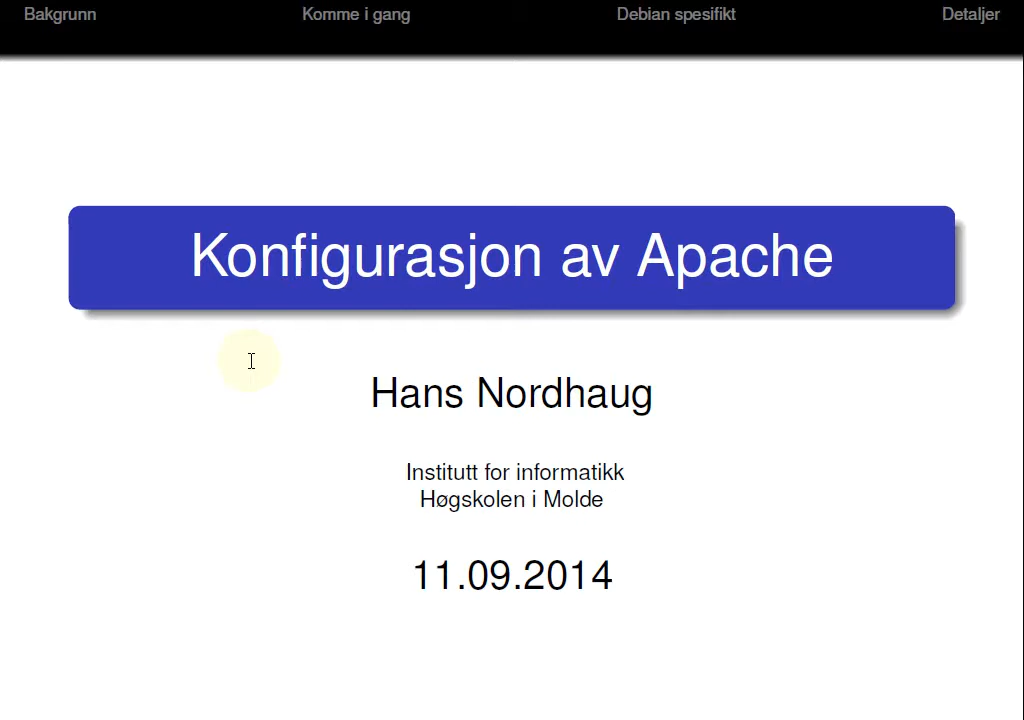 Bakgrunn Komme i gang Debian spesifikt Detaljer
Konfigurasjon av Apache
Hans Nordhaug
Institutt for informatikk
Høgskolen i Molde
11.09.2014